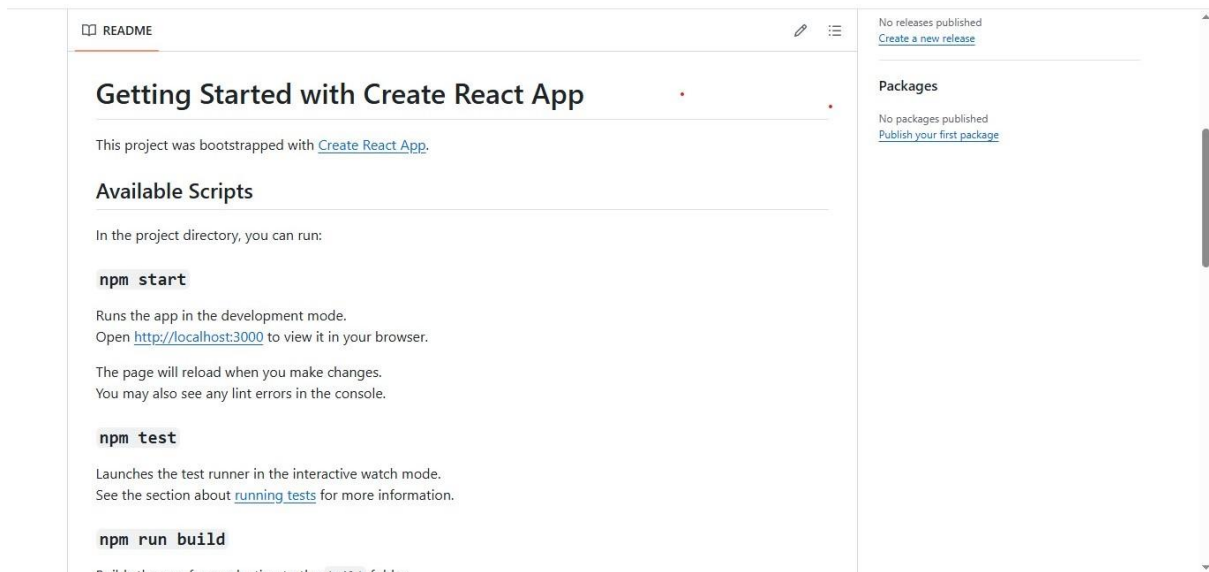 README
Getting Started with Create React App
This project was bootstrapped with Create React App.
Available Scripts
In the project directory, you can run:
npm start
Runs the app in the development mode.
Open http://localhost:3000 to view it in your browser.
The page will reload when you make changes.
You may also see any lint errors in the console.
npm test
Launches the test runner in the interactive watch mode.
See the section about running tests for more information.
npm run build
No releases published
Create a new release
Packages
No packages published
Publish your first package